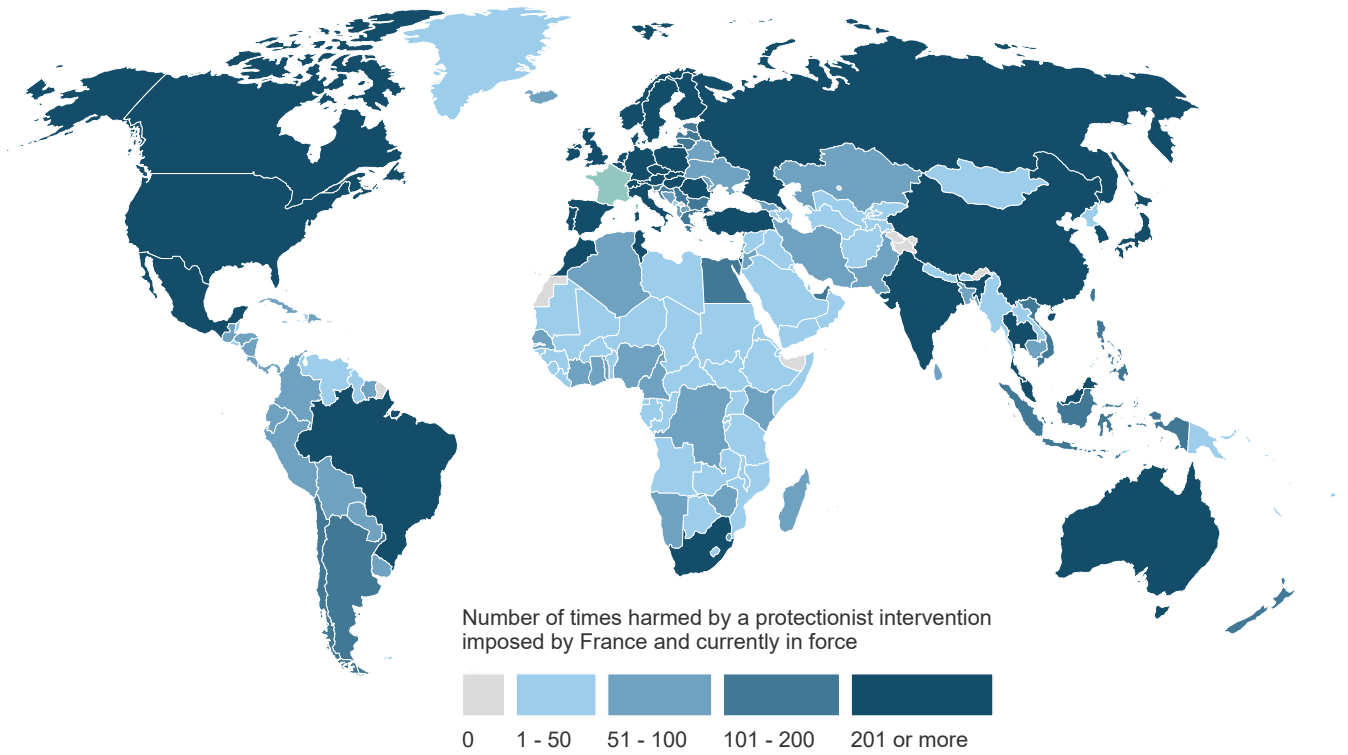 Number of times harmed by a protectionist intervention
imposed by France and currently in force
0
1 - 50
51 - 100
101 - 200
201 or more